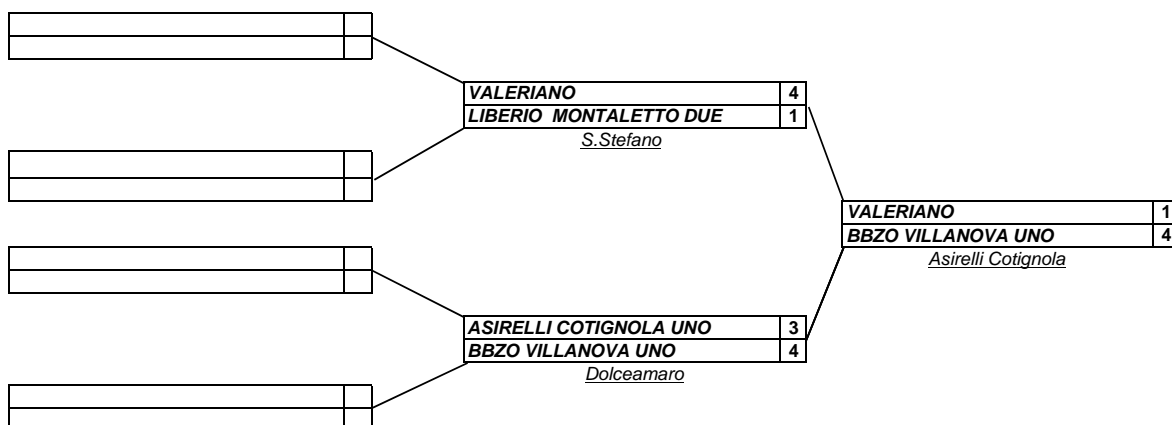 VALERIANO 4
LIBERIO MONTALETTO DUE 1
S.Stefano
ASIRELLI COTIGNOLA UNO 3
BBZO VILLANOVA UNO 4
Dolceamaro
VALERIANO 1
BBZO VILLANOVA UNO 4
Asirelli Cotignola